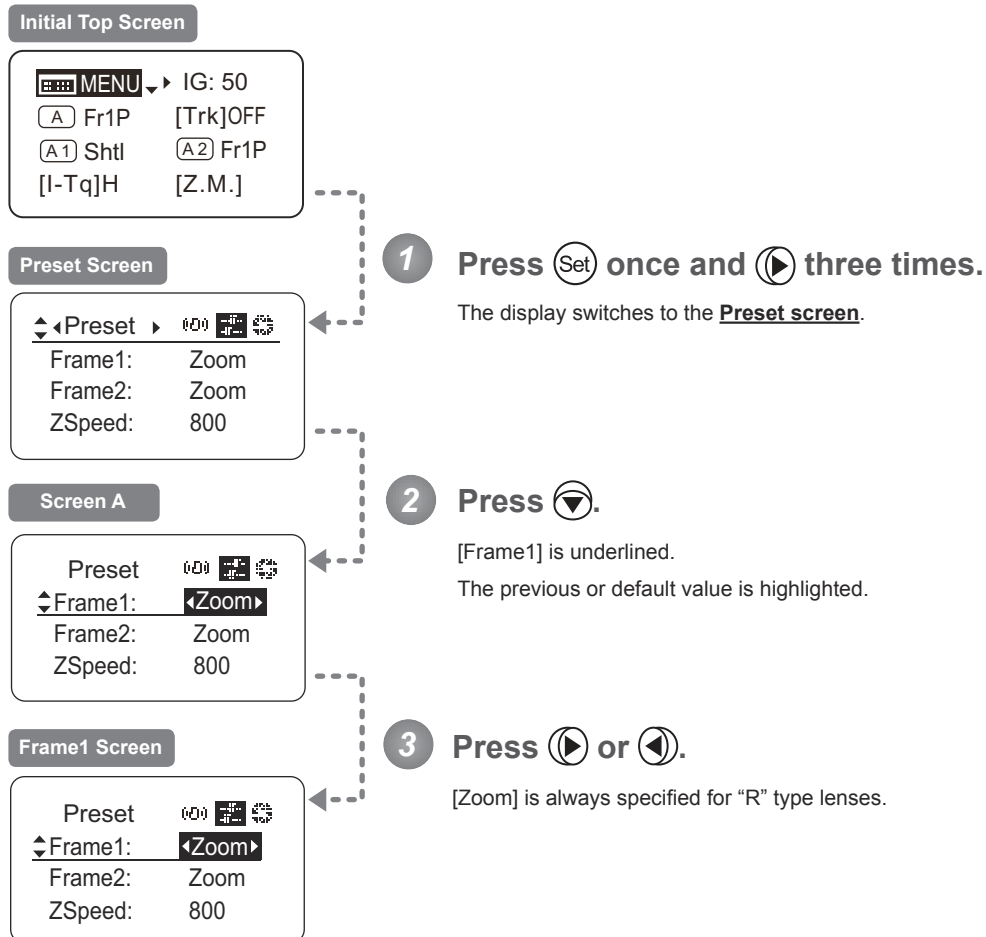 Initial Top Screen
MENU IG: 50
A Fr1P [Trk]OFF
A1 Shtl A2 Fr1P
[I-Tq]H [Z.M.]
1 Press Set once and three times.
The display switches to the Preset screen.
Preset Screen
Preset
Frame1: Zoom
Frame2: Zoom
ZSpeed: 800
2 Press .
[Frame1] is underlined.
The previous or default value is highlighted.
Screen A
Preset
Frame1: Zoom
Frame2: Zoom
ZSpeed: 800
3 Press or .
[Zoom] is always specified for “R” type lenses.
Frame1 Screen
Preset
Frame1: Zoom
Frame2: Zoom
ZSpeed: 800